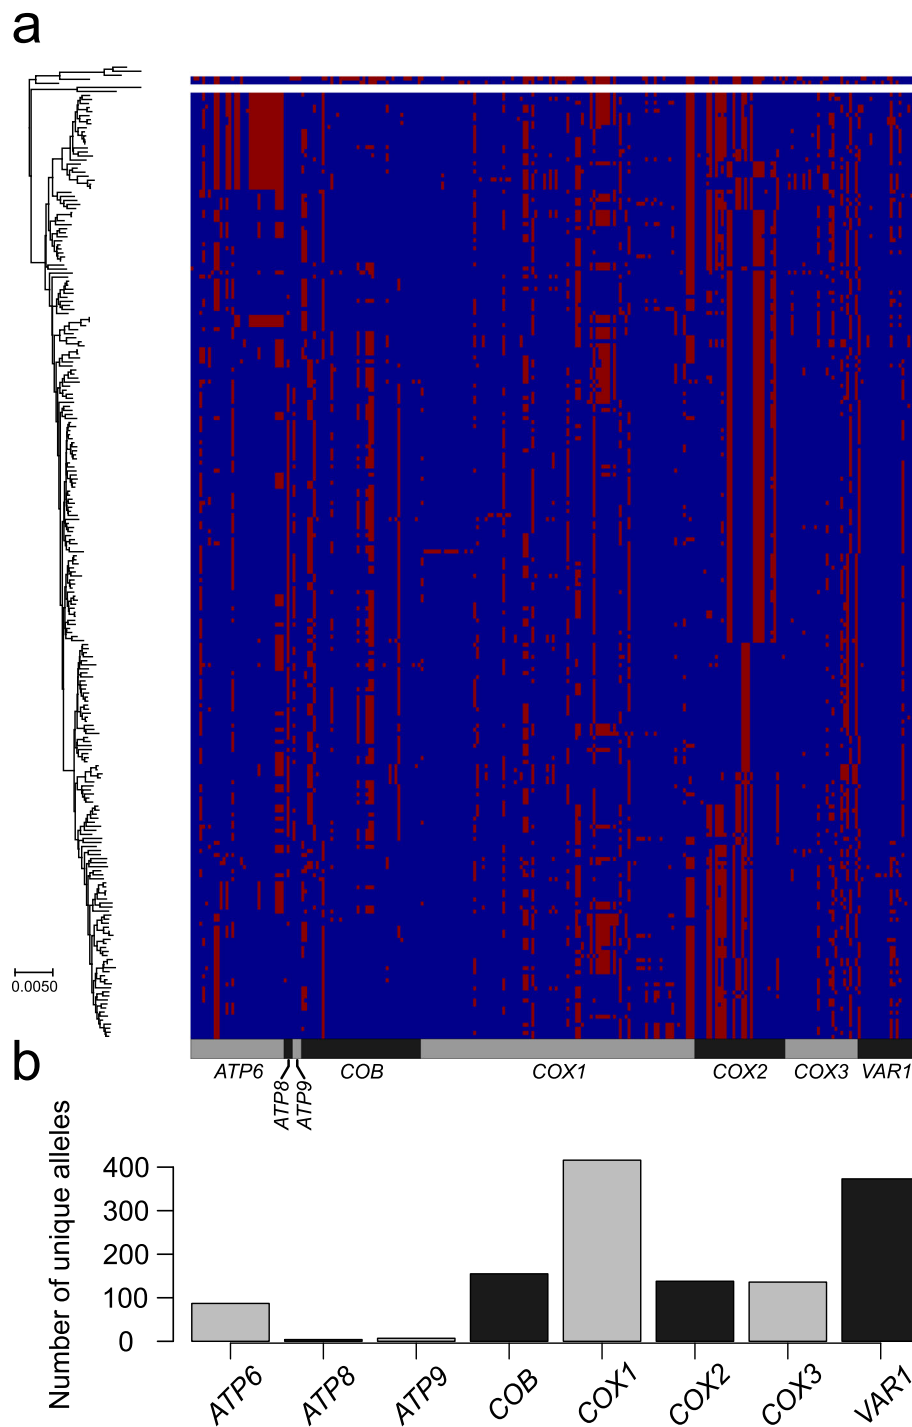 a
0.0050
ATP6
ATP8
ATP9
COB
COX1
COX2
COX3
VAR1
b
Number of unique alleles
400
300
200
100
0
ATP6
ATP8
ATP9
COB
COX1
COX2
COX3
VAR1